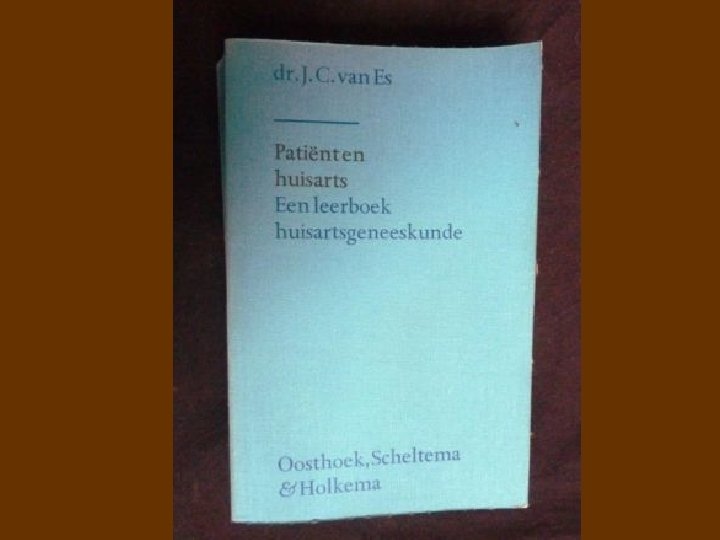 dr. J. C. van Es
Patiënt en
huisarts
Een leerboek
huisartsgeneeskunde
Oosthoek, Scheltema
& Holkema